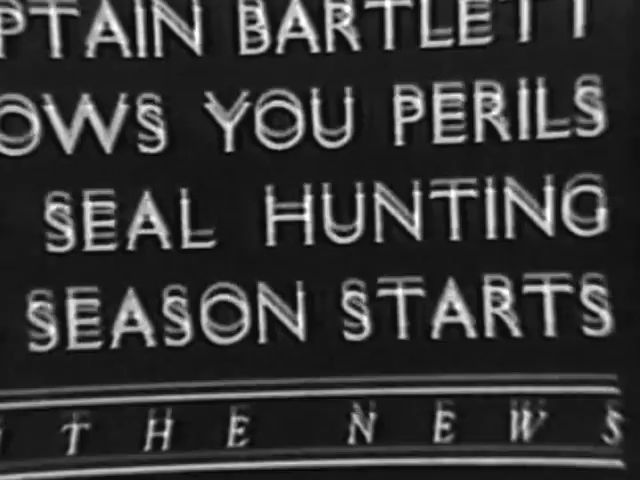 PTAIN BARTLETT
OWS YOU PERILS
SEAL HUNTING
SEASON STARTS
THE NEWS